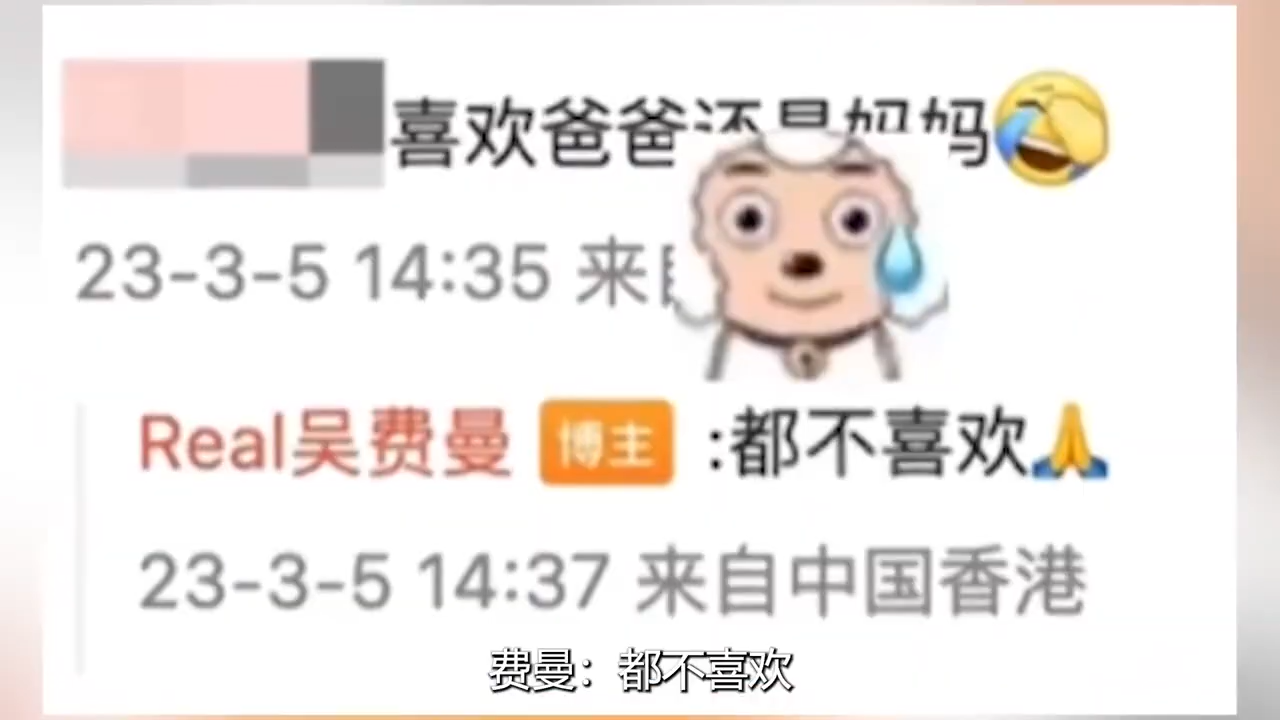 喜欢爸爸还是妈妈😂
23-3-5 14:35 来
Real吴费曼 博主 :都不喜欢🙏
23-3-5 14:37 来自中国香港
费曼：都不喜欢